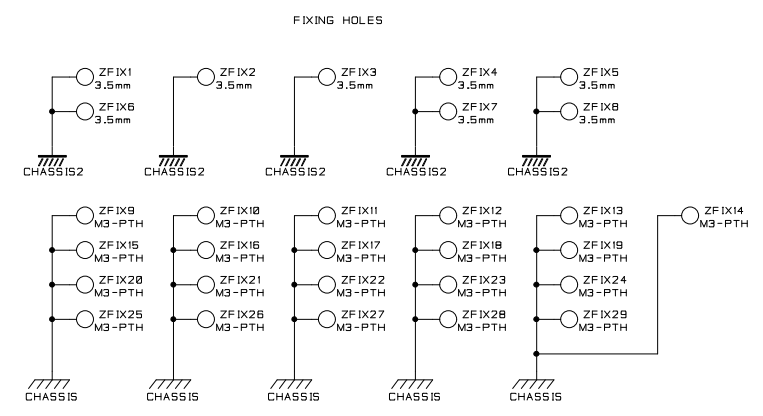 FIXING HOLES
ZFIX1
3.5mm
ZFIX2
3.5mm
ZFIX3
3.5mm
ZFIX4
3.5mm
ZFIX5
3.5mm
ZFIX6
3.5mm
ZFIX7
3.5mm
ZFIX8
3.5mm
CHASSIS2
CHASSIS2
CHASSIS2
CHASSIS2
CHASSIS2
ZFIX9
M3-PTH
ZFIX10
M3-PTH
ZFIX11
M3-PTH
ZFIX12
M3-PTH
ZFIX13
M3-PTH
ZFIX14
M3-PTH
ZFIX15
M3-PTH
ZFIX16
M3-PTH
ZFIX17
M3-PTH
ZFIX18
M3-PTH
ZFIX19
M3-PTH
ZFIX20
M3-PTH
ZFIX21
M3-PTH
ZFIX22
M3-PTH
ZFIX23
M3-PTH
ZFIX24
M3-PTH
ZFIX25
M3-PTH
ZFIX26
M3-PTH
ZFIX27
M3-PTH
ZFIX28
M3-PTH
ZFIX29
M3-PTH
CHASSIS
CHASSIS
CHASSIS
CHASSIS
CHASSIS